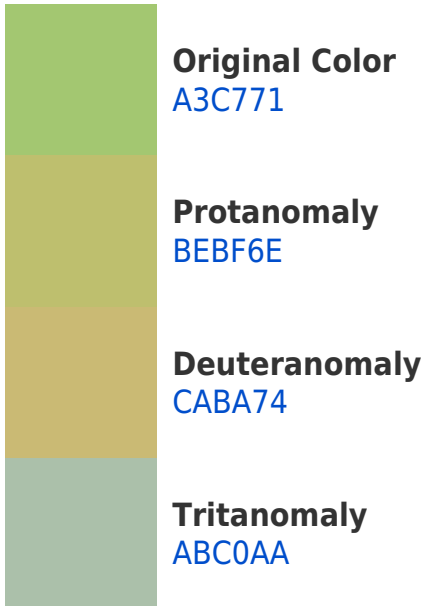 Original Color
A3C771
Protanomaly
BEBF6E
Deuteranomaly
CABA74
Tritanomaly
ABC0AA